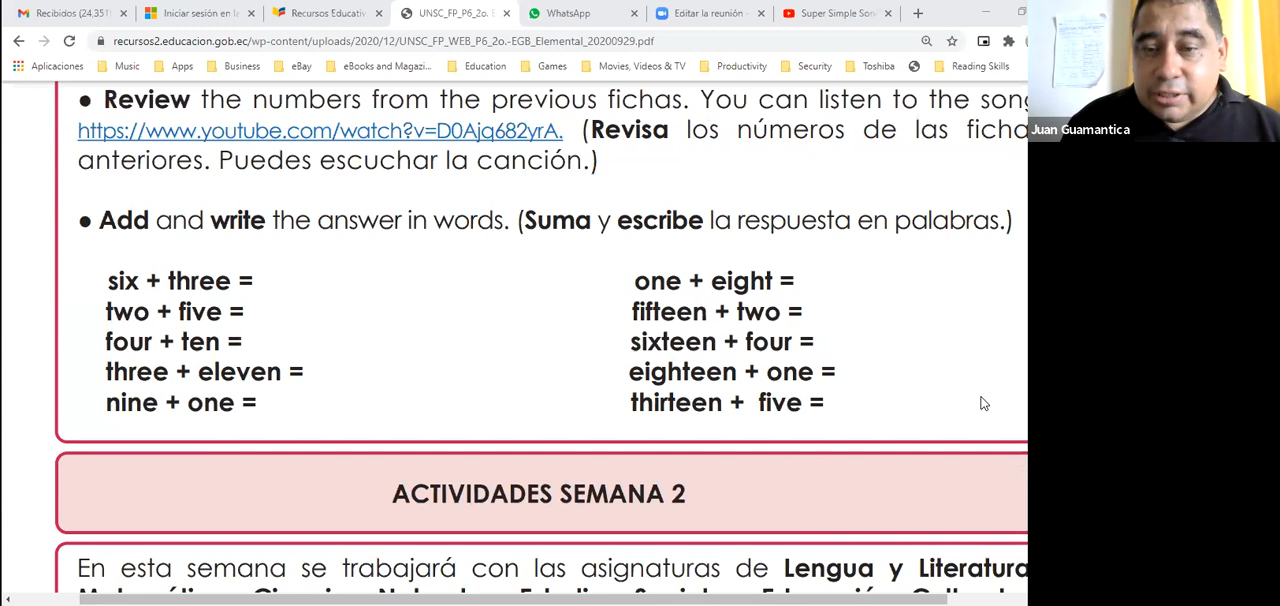 Recibidos (24.351
Iniciar sesión en la
Recursos Educativ
UNSC_FP_P6_2o.-E
WhatsApp
Editar la reunión -
Super Simple Son
recursos2.educacion.gob.ec/wp-content/uploads/2020/12/UNSC_FP_WEB_P6_2o.-EGB_Elemental_20200929.pdf
Aplicaciones Music Apps Business eBay eBooks and Magazi... Education Games Movies, Videos & TV Productivity Security Toshiba Reading Skills
● Review the numbers from the previous fichas. You can listen to the song
https://www.youtube.com/watch?v=D0Ajq682yrA. (Revisa los números de las ficha
anteriores. Puedes escuchar la canción.)
Juan Guamantica
● Add and write the answer in words. (Suma y escribe la respuesta en palabras.)
six + three =
two + five =
four + ten =
three + eleven =
nine + one =
one + eight =
fifteen + two =
sixteen + four =
eighteen + one =
thirteen + five =
ACTIVIDADES SEMANA 2
En esta semana se trabajará con las asignaturas de Lengua y Literatura